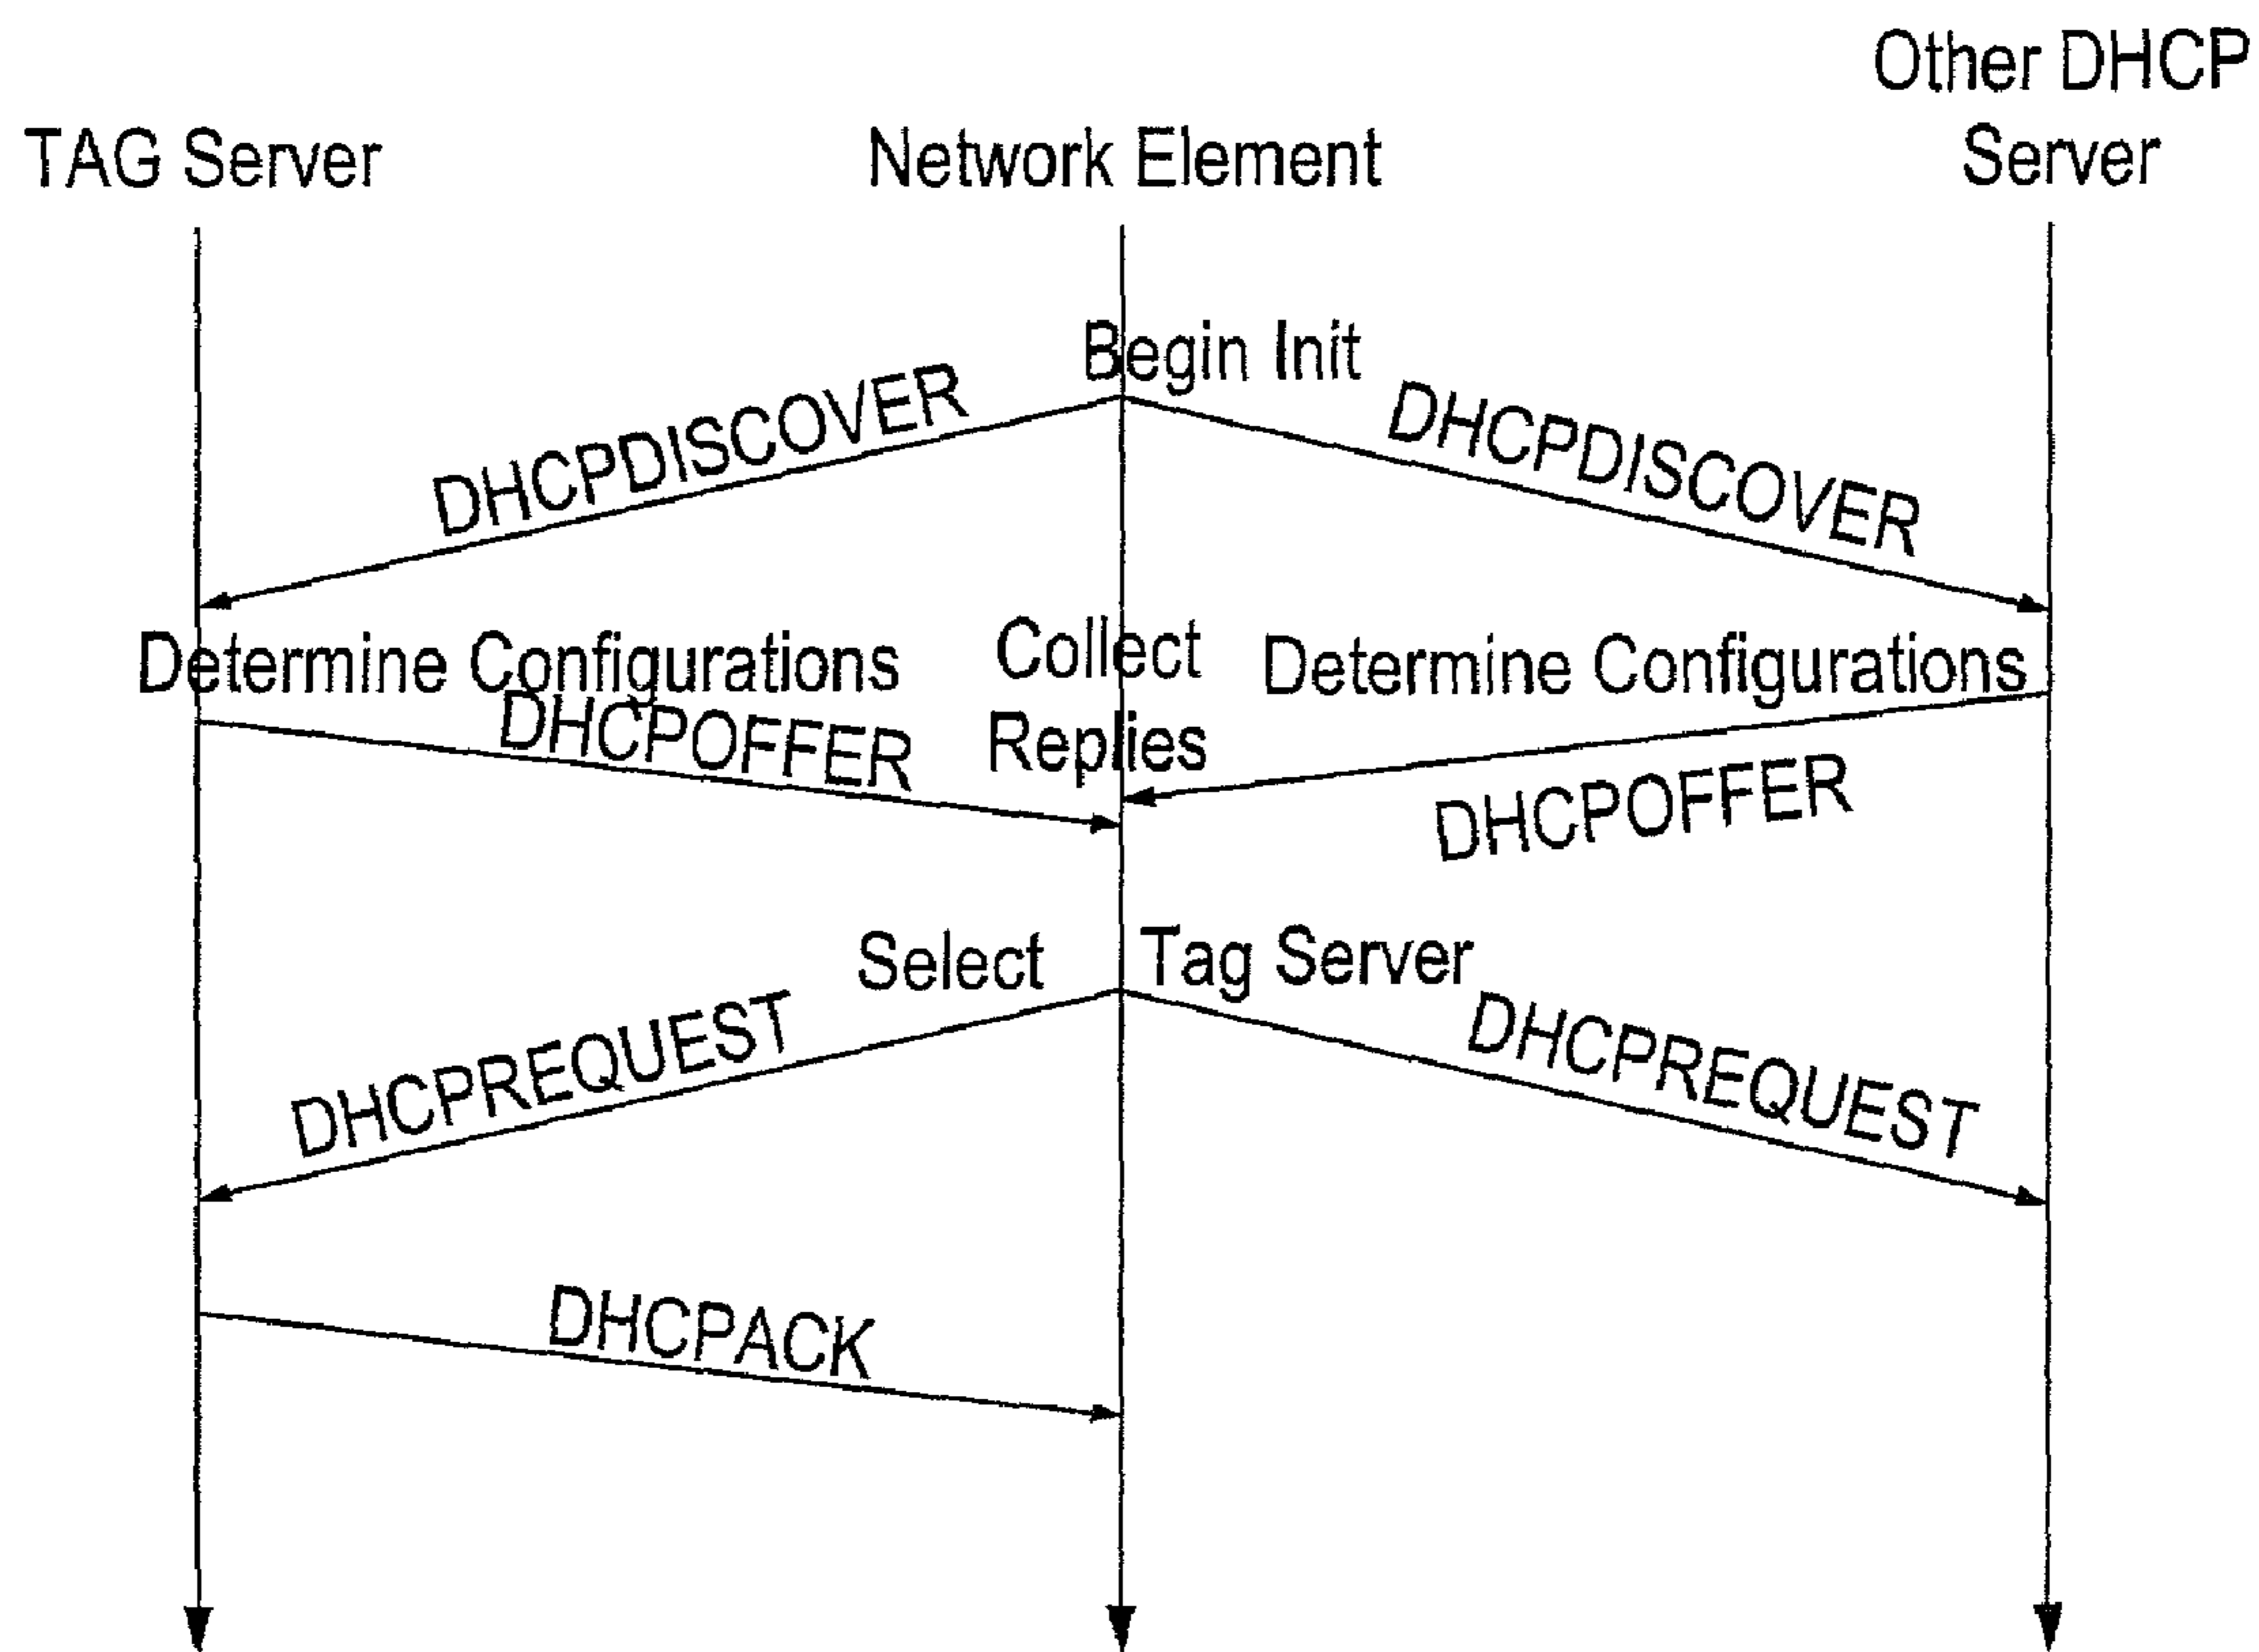 TAG Server
Network Element
Other DHCP
Server
Begin Init
DHCPDISCOVER
DHCPDISCOVER
Determine Configurations
Collect
Replies
Determine Configurations
DHCPOFFER
DHCPOFFER
Select Tag Server
DHCPREQUEST
DHCPREQUEST
DHCPACK